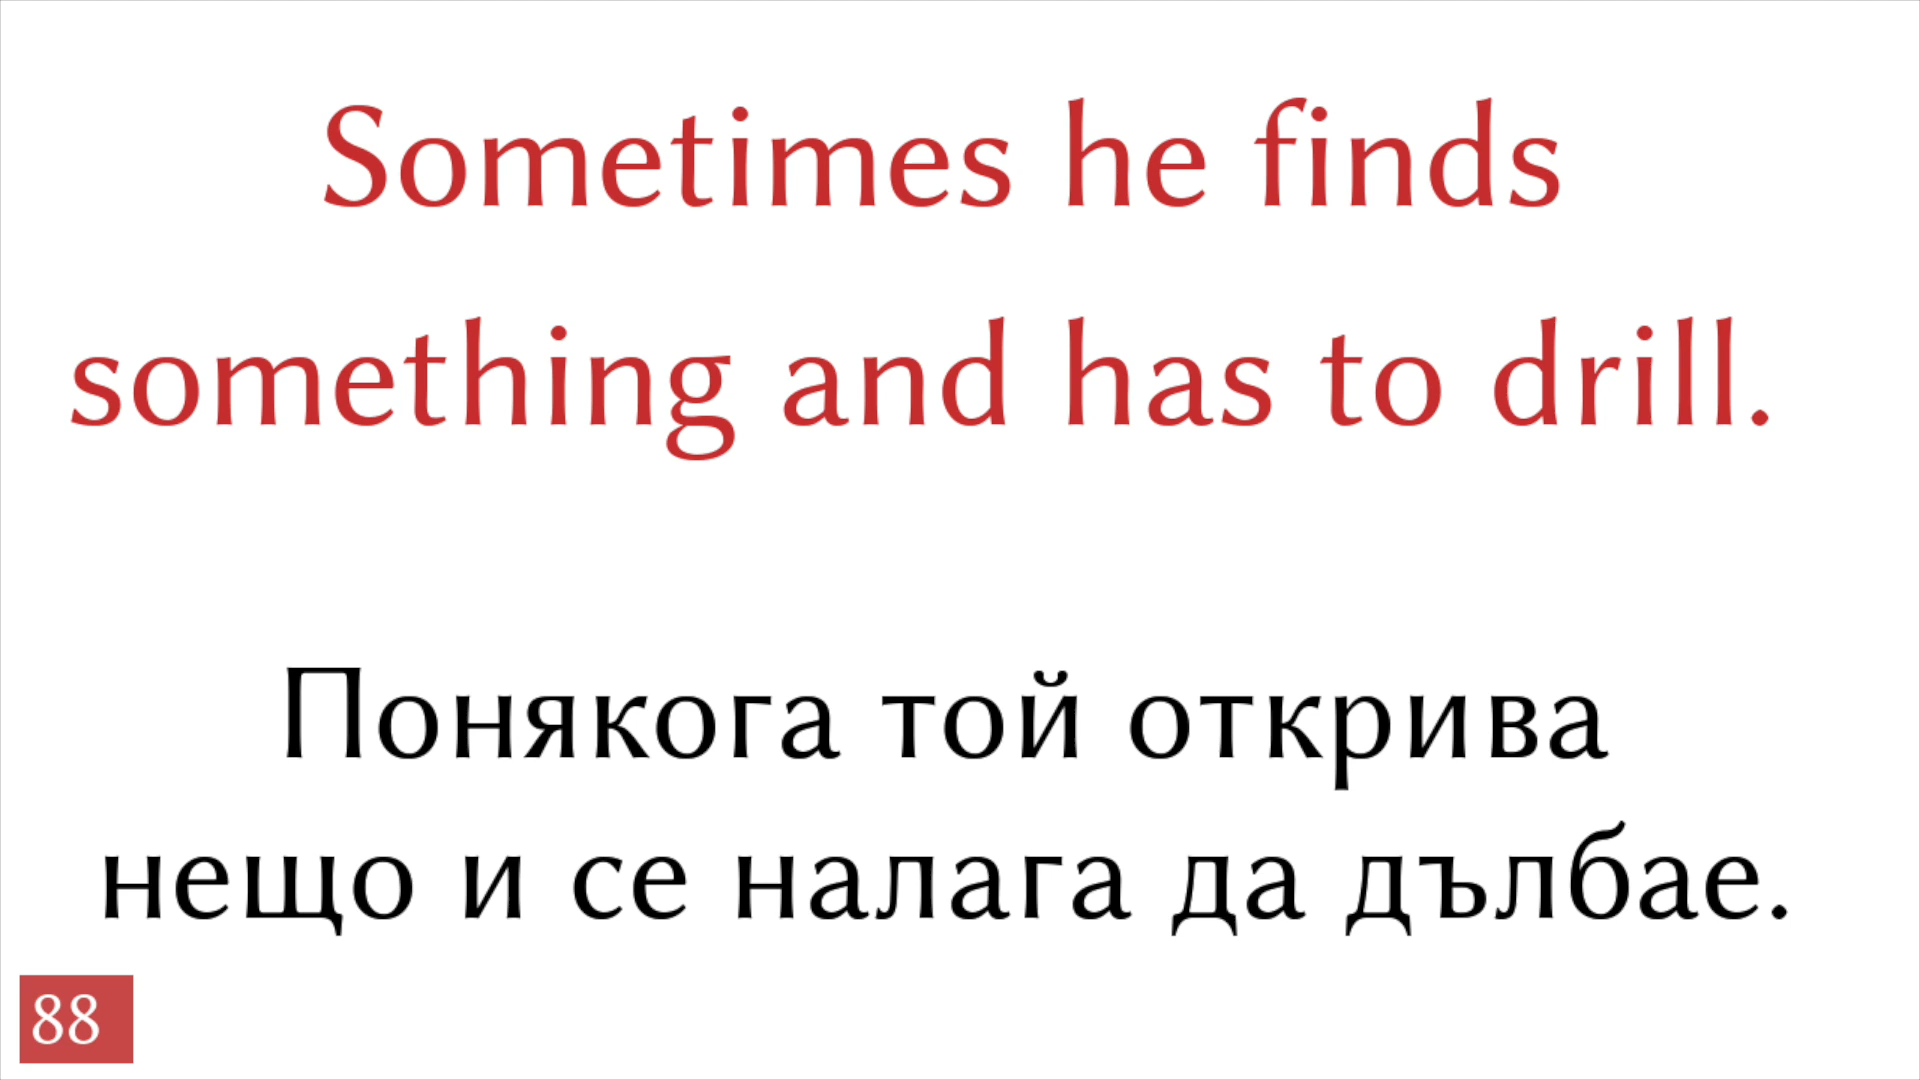 Sometimes he finds
something and has to drill.
Понякога той открива
нещо и се налага да дълбае.
88